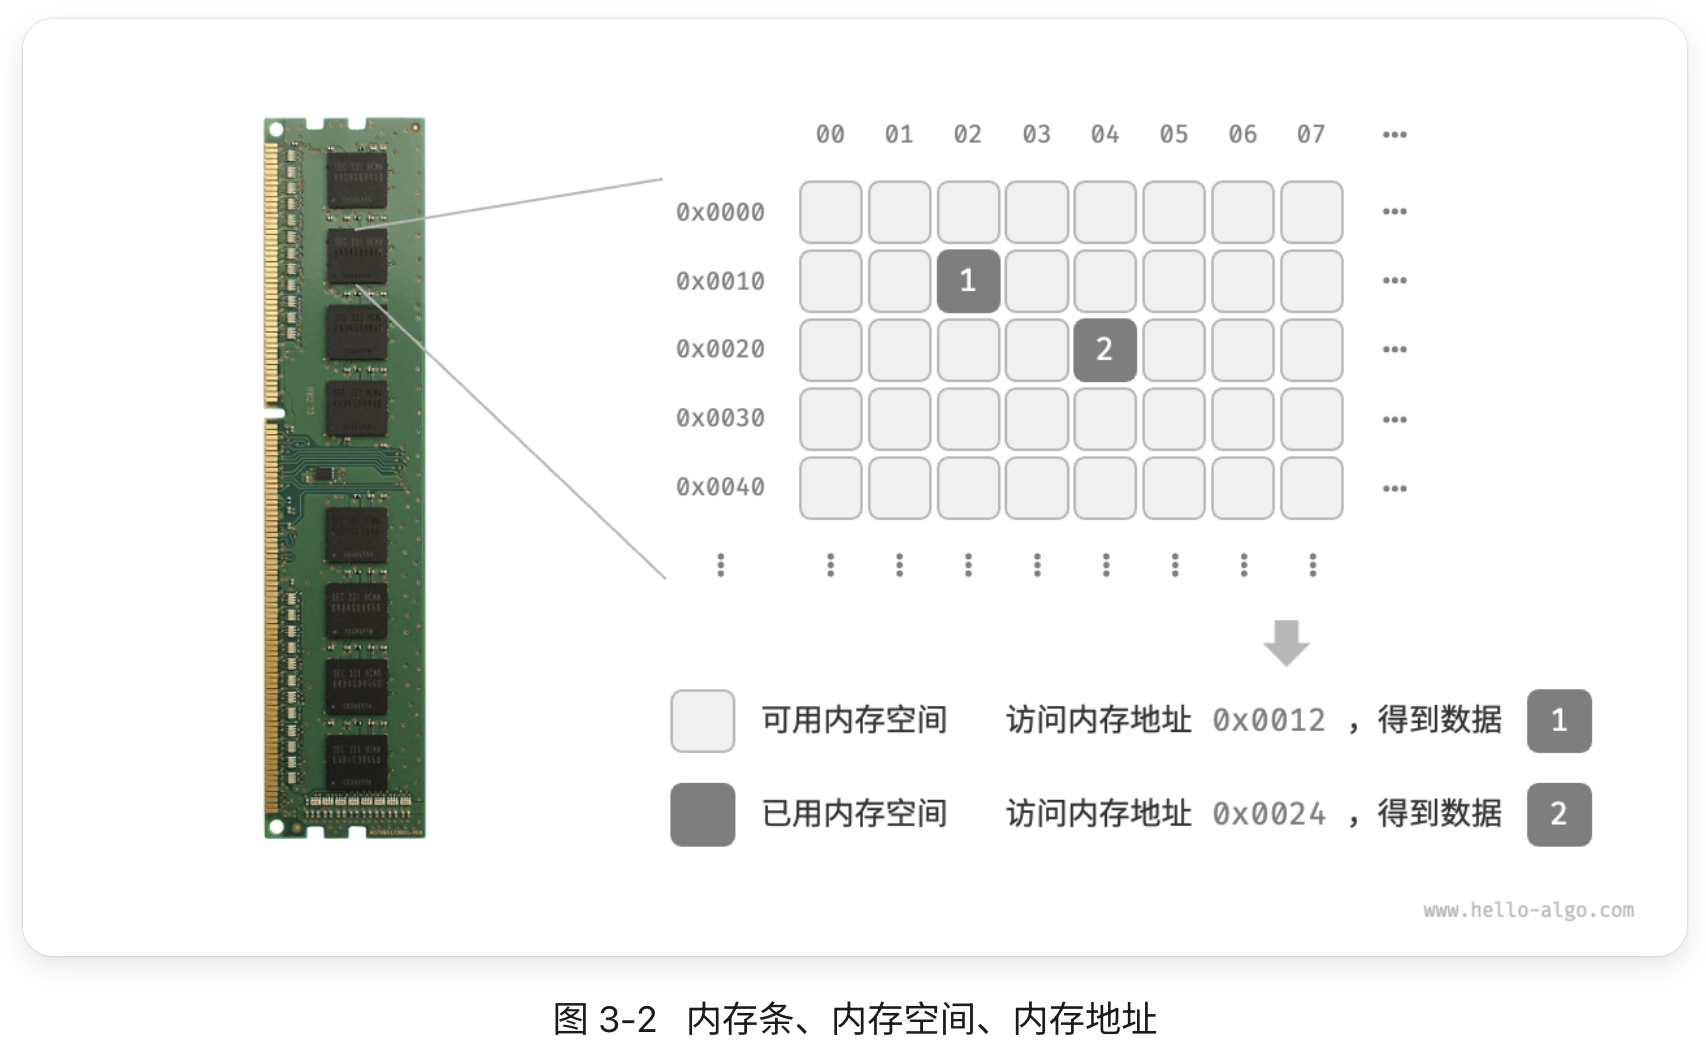 00 01 02 03 04 05 06 07 •••
0x0000 •••
0x0010 1 •••
0x0020 2 •••
0x0030 •••
0x0040 •••
可用内存空间 访问内存地址 0x0012 ，得到数据 1
已用内存空间 访问内存地址 0x0024 ，得到数据 2
www.hello-algo.com
图 3-2 内存条、内存空间、内存地址